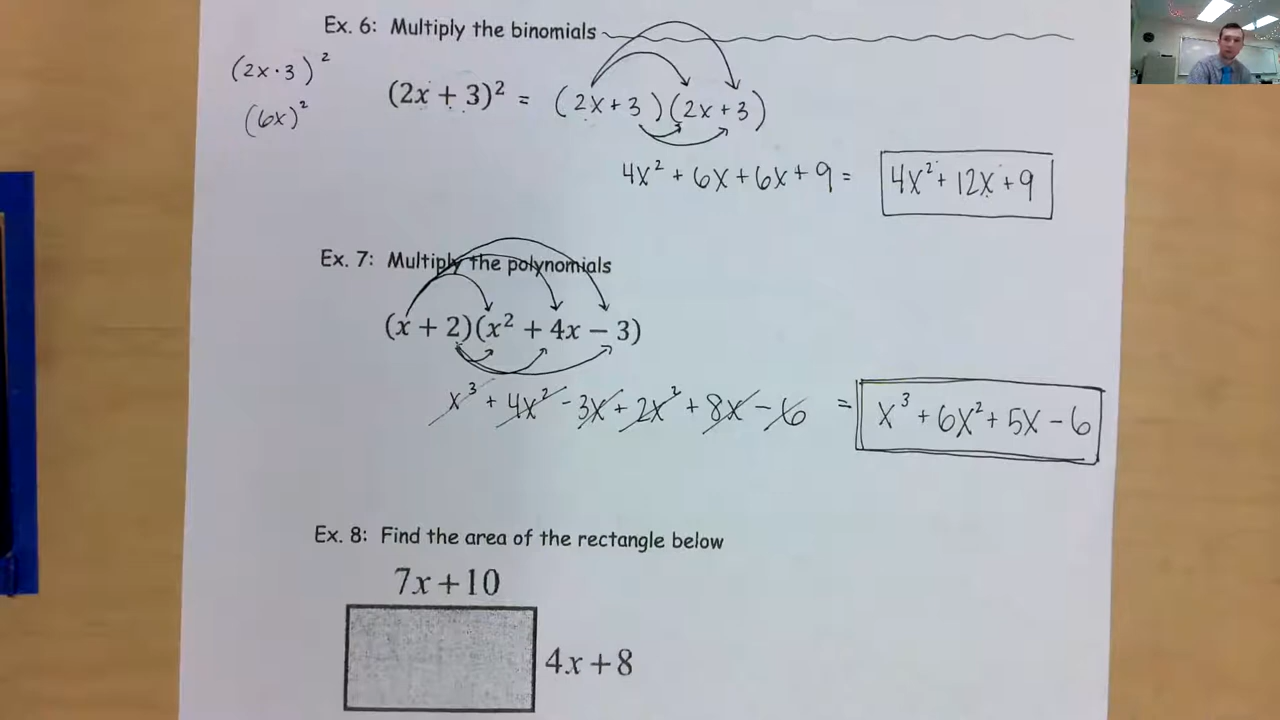 Ex. 6: Multiply the binomials
(2x·3)²
(6x)²
(2x + 3)² = (2x+3)(2x+3)
4x² + 6x + 6x + 9 = 4x² + 12x + 9
Ex. 7: Multiply the polynomials
(x + 2)(x² + 4x − 3)
x³ + 4x² − 3x + 2x² + 8x − 6 = x³ + 6x² + 5x − 6
Ex. 8: Find the area of the rectangle below
7x + 10
4x + 8